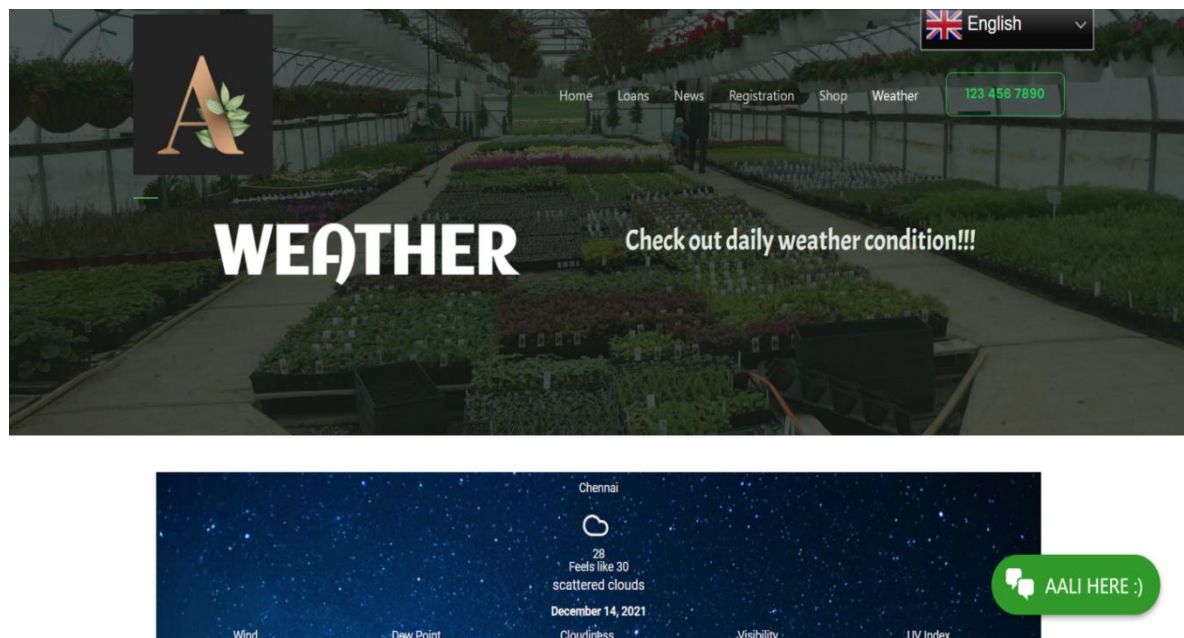 English
A
Home Loans News Registration Shop Weather 123 456 7890
WEATHER
Check out daily weather condition!!!
Chennai
28
Feels like 30
scattered clouds
December 14, 2021
AALI HERE :)
Wind Dew Point Cloudiness Visibility UV Index